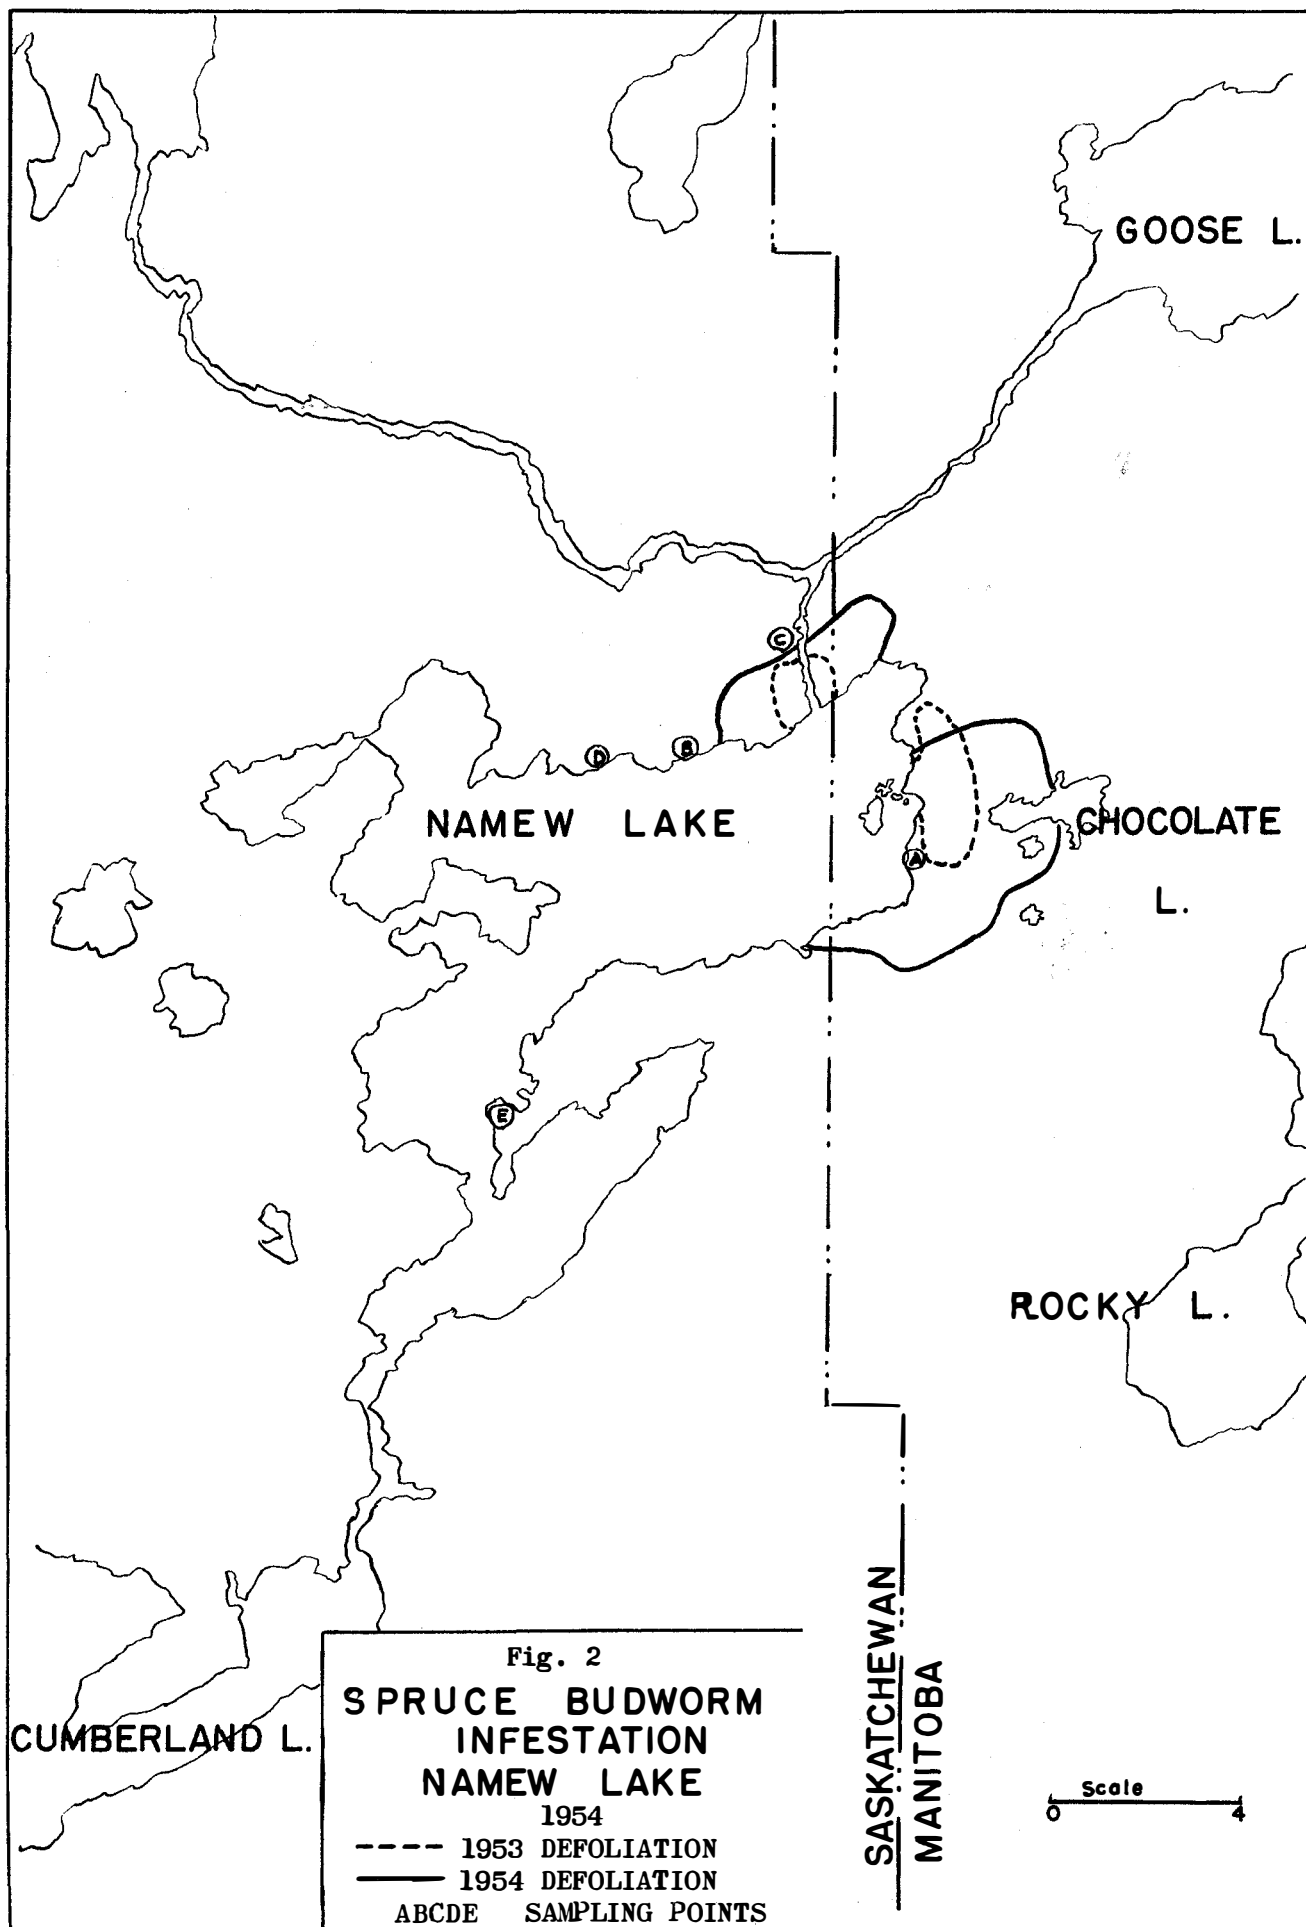 GOOSE L.
C
D
B
NAMEW LAKE
CHOCOLATE
L.
A
E
ROCKY L.
SASKATCHEWAN
MANITOBA
CUMBERLAND L.
Fig. 2
SPRUCE BUDWORM
INFESTATION
NAMEW LAKE
1954
1953 DEFOLIATION
1954 DEFOLIATION
ABCDE SAMPLING POINTS
Scale
0 4